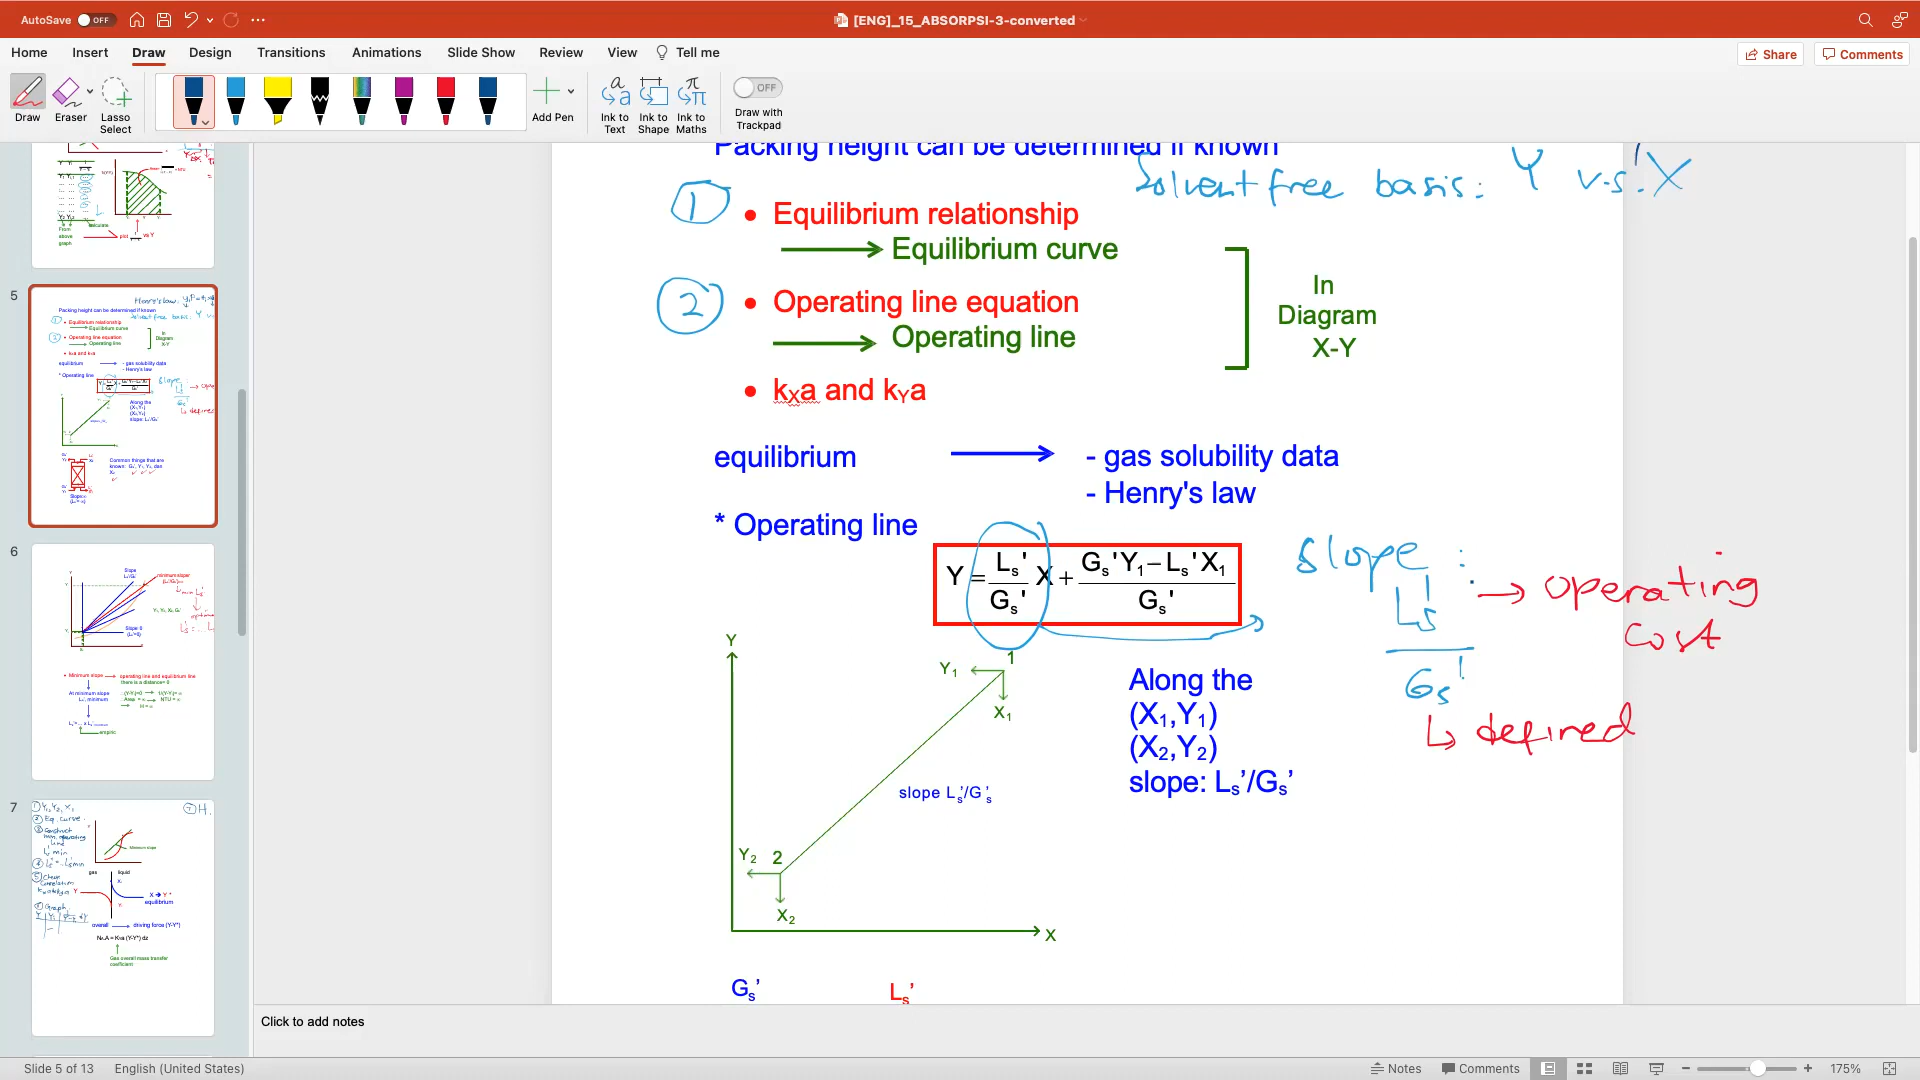 AutoSave OFF
[ENG]_15_ABSORPSI-3-converted
Home Insert Draw Design Transitions Animations Slide Show Review View Tell me
Share Comments
Draw Eraser Lasso Select Add Pen Ink to Text Ink to Shape Ink to Maths OFF Draw with Trackpad
5
6
7
Packing height can be determined if known
Solvent free basis: Y v.s. X
1
• Equilibrium relationship
Equilibrium curve
2
• Operating line equation
Operating line
In
Diagram
X-Y
• kXa and kYa
equilibrium
- gas solubility data
- Henry's law
* Operating line
Y = Ls'/Gs' X + Gs'Y1 – Ls'X1 / Gs'
Slope :
Ls'
Gs'
→ operating
cost
↳ defined
Y
Y1 1
X1
Along the
(X1,Y1)
(X2,Y2)
slope: Ls’/Gs’
slope Ls’/G’s
Y2 2
X2
X
Gs’ Ls’
Click to add notes
Slide 5 of 13 English (United States)
Notes Comments 175%